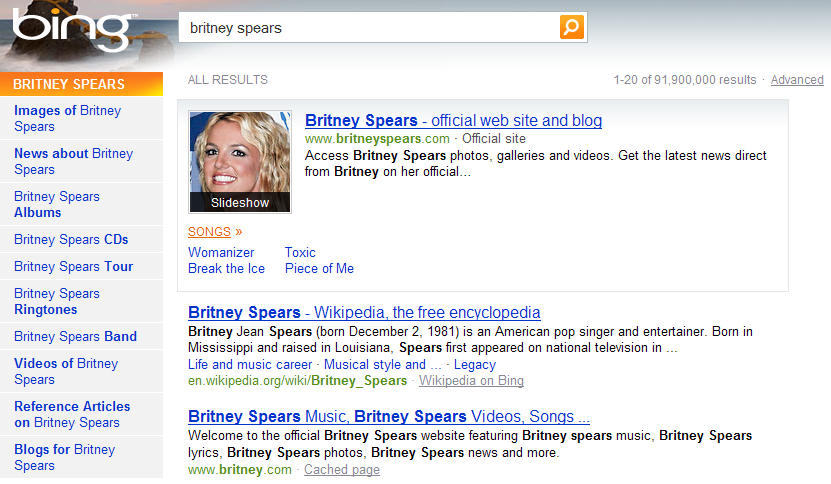 bing™
britney spears
BRITNEY SPEARS
Images of Britney
Spears
News about Britney
Spears
Britney Spears
Albums
Britney Spears CDs
Britney Spears Tour
Britney Spears
Ringtones
Britney Spears Band
Videos of Britney
Spears
Reference Articles
on Britney Spears
Blogs for Britney
Spears
ALL RESULTS
1-20 of 91,900,000 results · Advanced
Slideshow
Britney Spears - official web site and blog
www.britneyspears.com · Official site
Access Britney Spears photos, galleries and videos. Get the latest news direct
from Britney on her official...
SONGS »
Womanizer Toxic
Break the Ice Piece of Me
Britney Spears - Wikipedia, the free encyclopedia
Britney Jean Spears (born December 2, 1981) is an American pop singer and entertainer. Born in
Mississippi and raised in Louisiana, Spears first appeared on national television in ...
Life and music career · Musical style and ... · Legacy
en.wikipedia.org/wiki/Britney_Spears · Wikipedia on Bing
Britney Spears Music, Britney Spears Videos, Songs ...
Welcome to the official Britney Spears website featuring Britney spears music, Britney Spears
lyrics, Britney Spears photos, Britney Spears news and more.
www.britney.com · Cached page